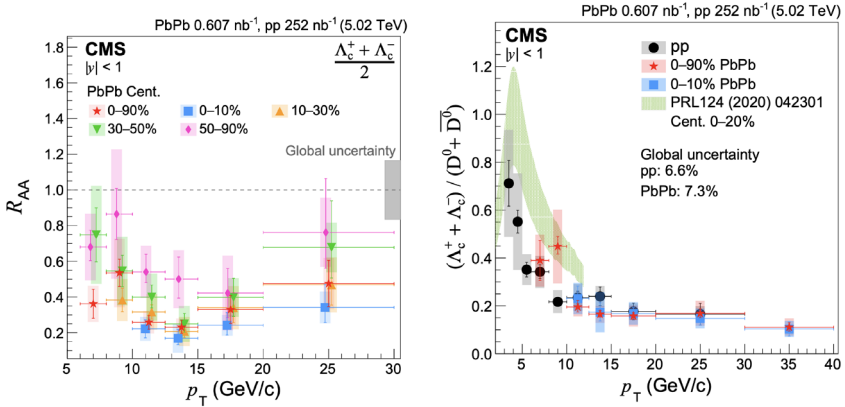 PbPb 0.607 nb⁻¹, pp 252 nb⁻¹ (5.02 TeV)
CMS
|y| < 1
Λc⁺ + Λc⁻
2
PbPb Cent.
0–90% 0–10% 10–30%
30–50% 50–90%
Global uncertainty
R_AA
1.8
1.6
1.4
1.2
1.0
0.8
0.6
0.4
0.2
5 10 15 20 25 30
p_T (GeV/c)
PbPb 0.607 nb⁻¹, pp 252 nb⁻¹ (5.02 TeV)
CMS
|y| < 1
pp
0–90% PbPb
0–10% PbPb
PRL124 (2020) 042301
Cent. 0–20%
Global uncertainty
pp: 6.6%
PbPb: 7.3%
(Λc⁺ + Λc⁻) / (D⁰ + D̅⁰)
1.2
1.0
0.8
0.6
0.4
0.2
0.0
5 10 15 20 25 30 35 40
p_T (GeV/c)